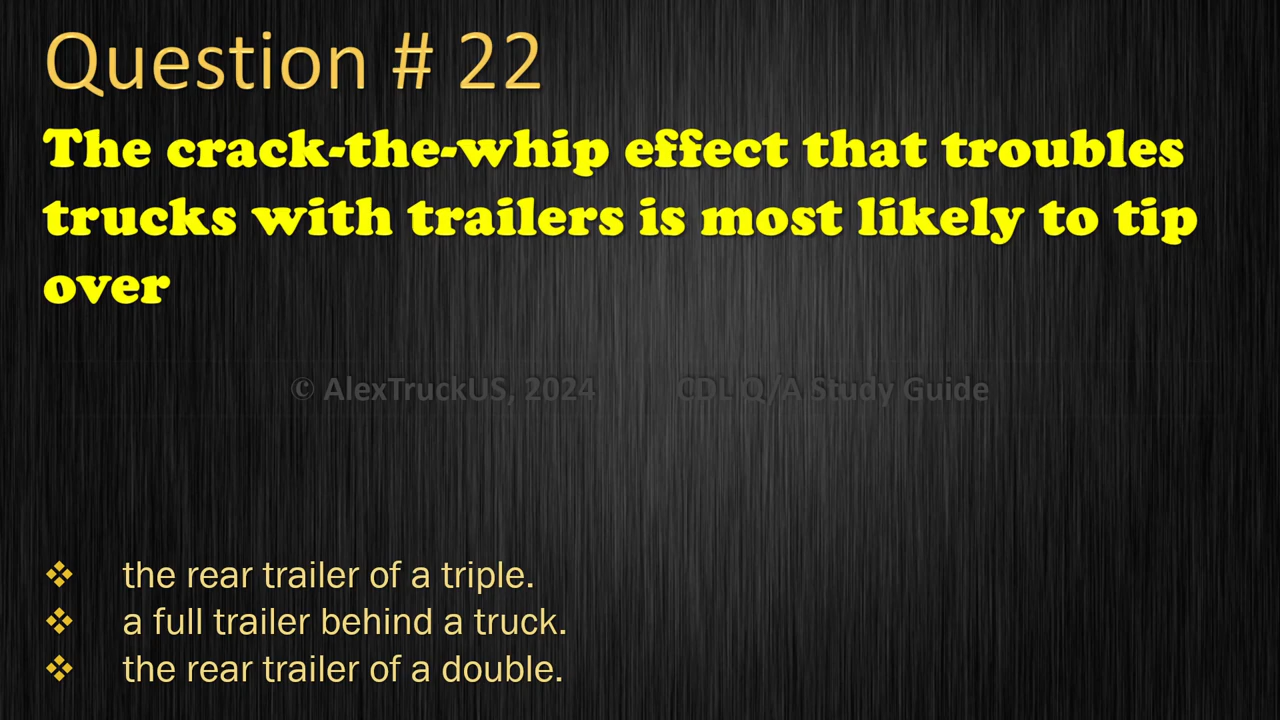 Question # 22
The crack-the-whip effect that troubles
trucks with trailers is most likely to tip
over
© AlexTruckUS, 2024 CDL Q/A Study Guide
❖ the rear trailer of a triple.
❖ a full trailer behind a truck.
❖ the rear trailer of a double.